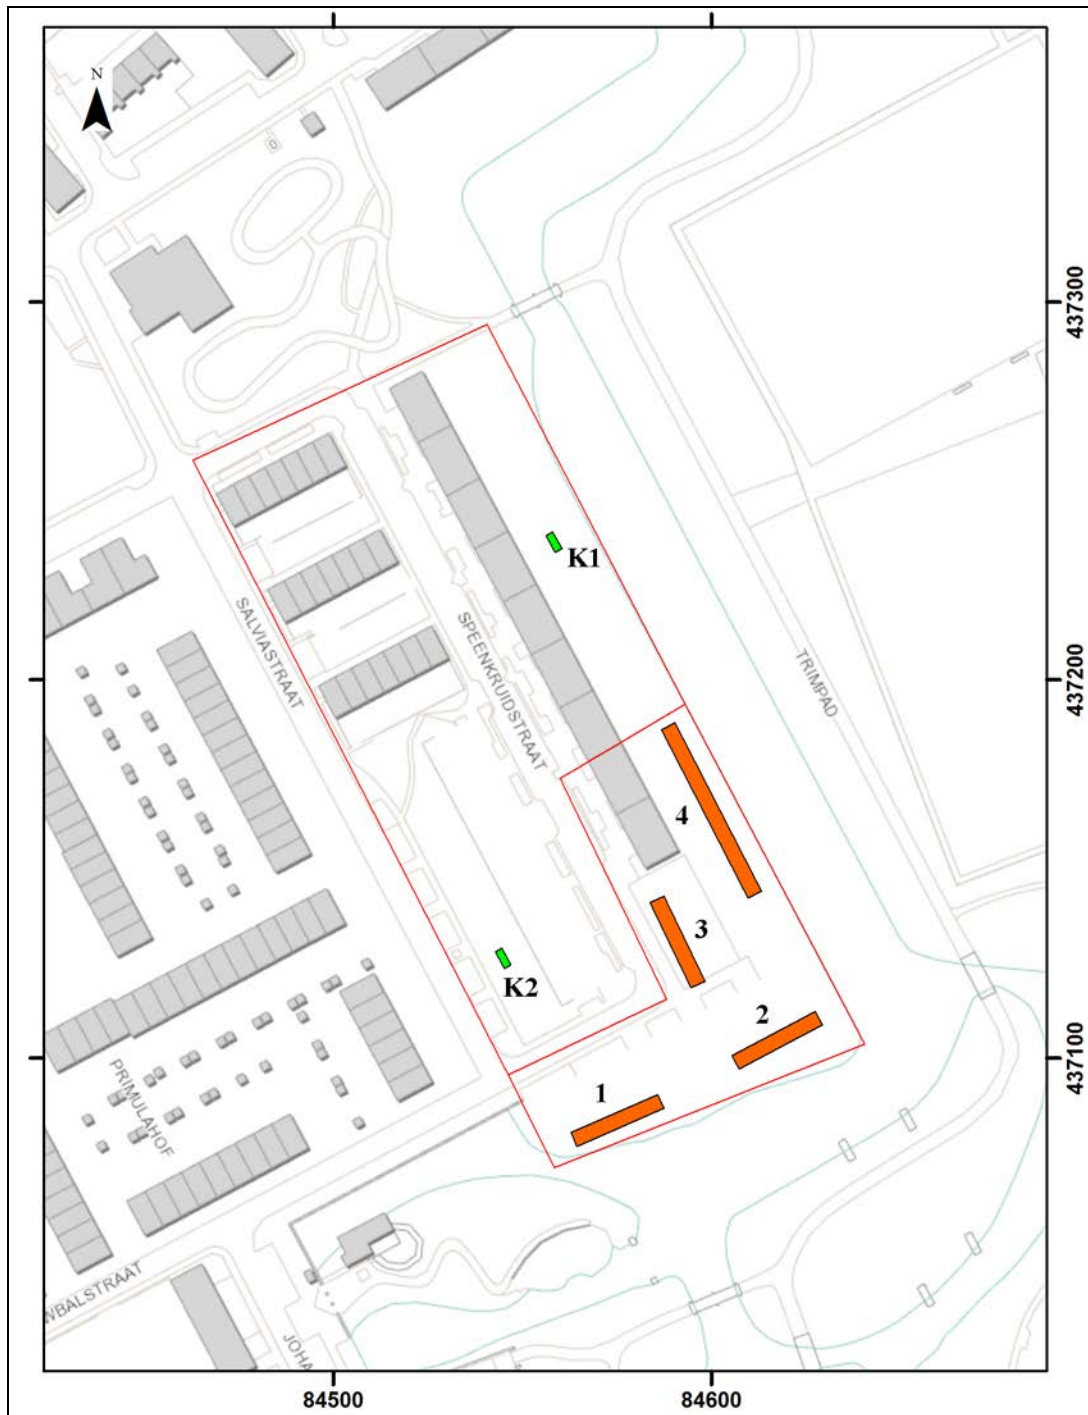 N
437300
K1
SALVIASTRAAT
SPEENKRUIDSTRAAT
TRIMPAD
437200
4
3
K2
2
1
437100
PRIMULAHOF
WBALSTRAAT
JOHA
84500
84600